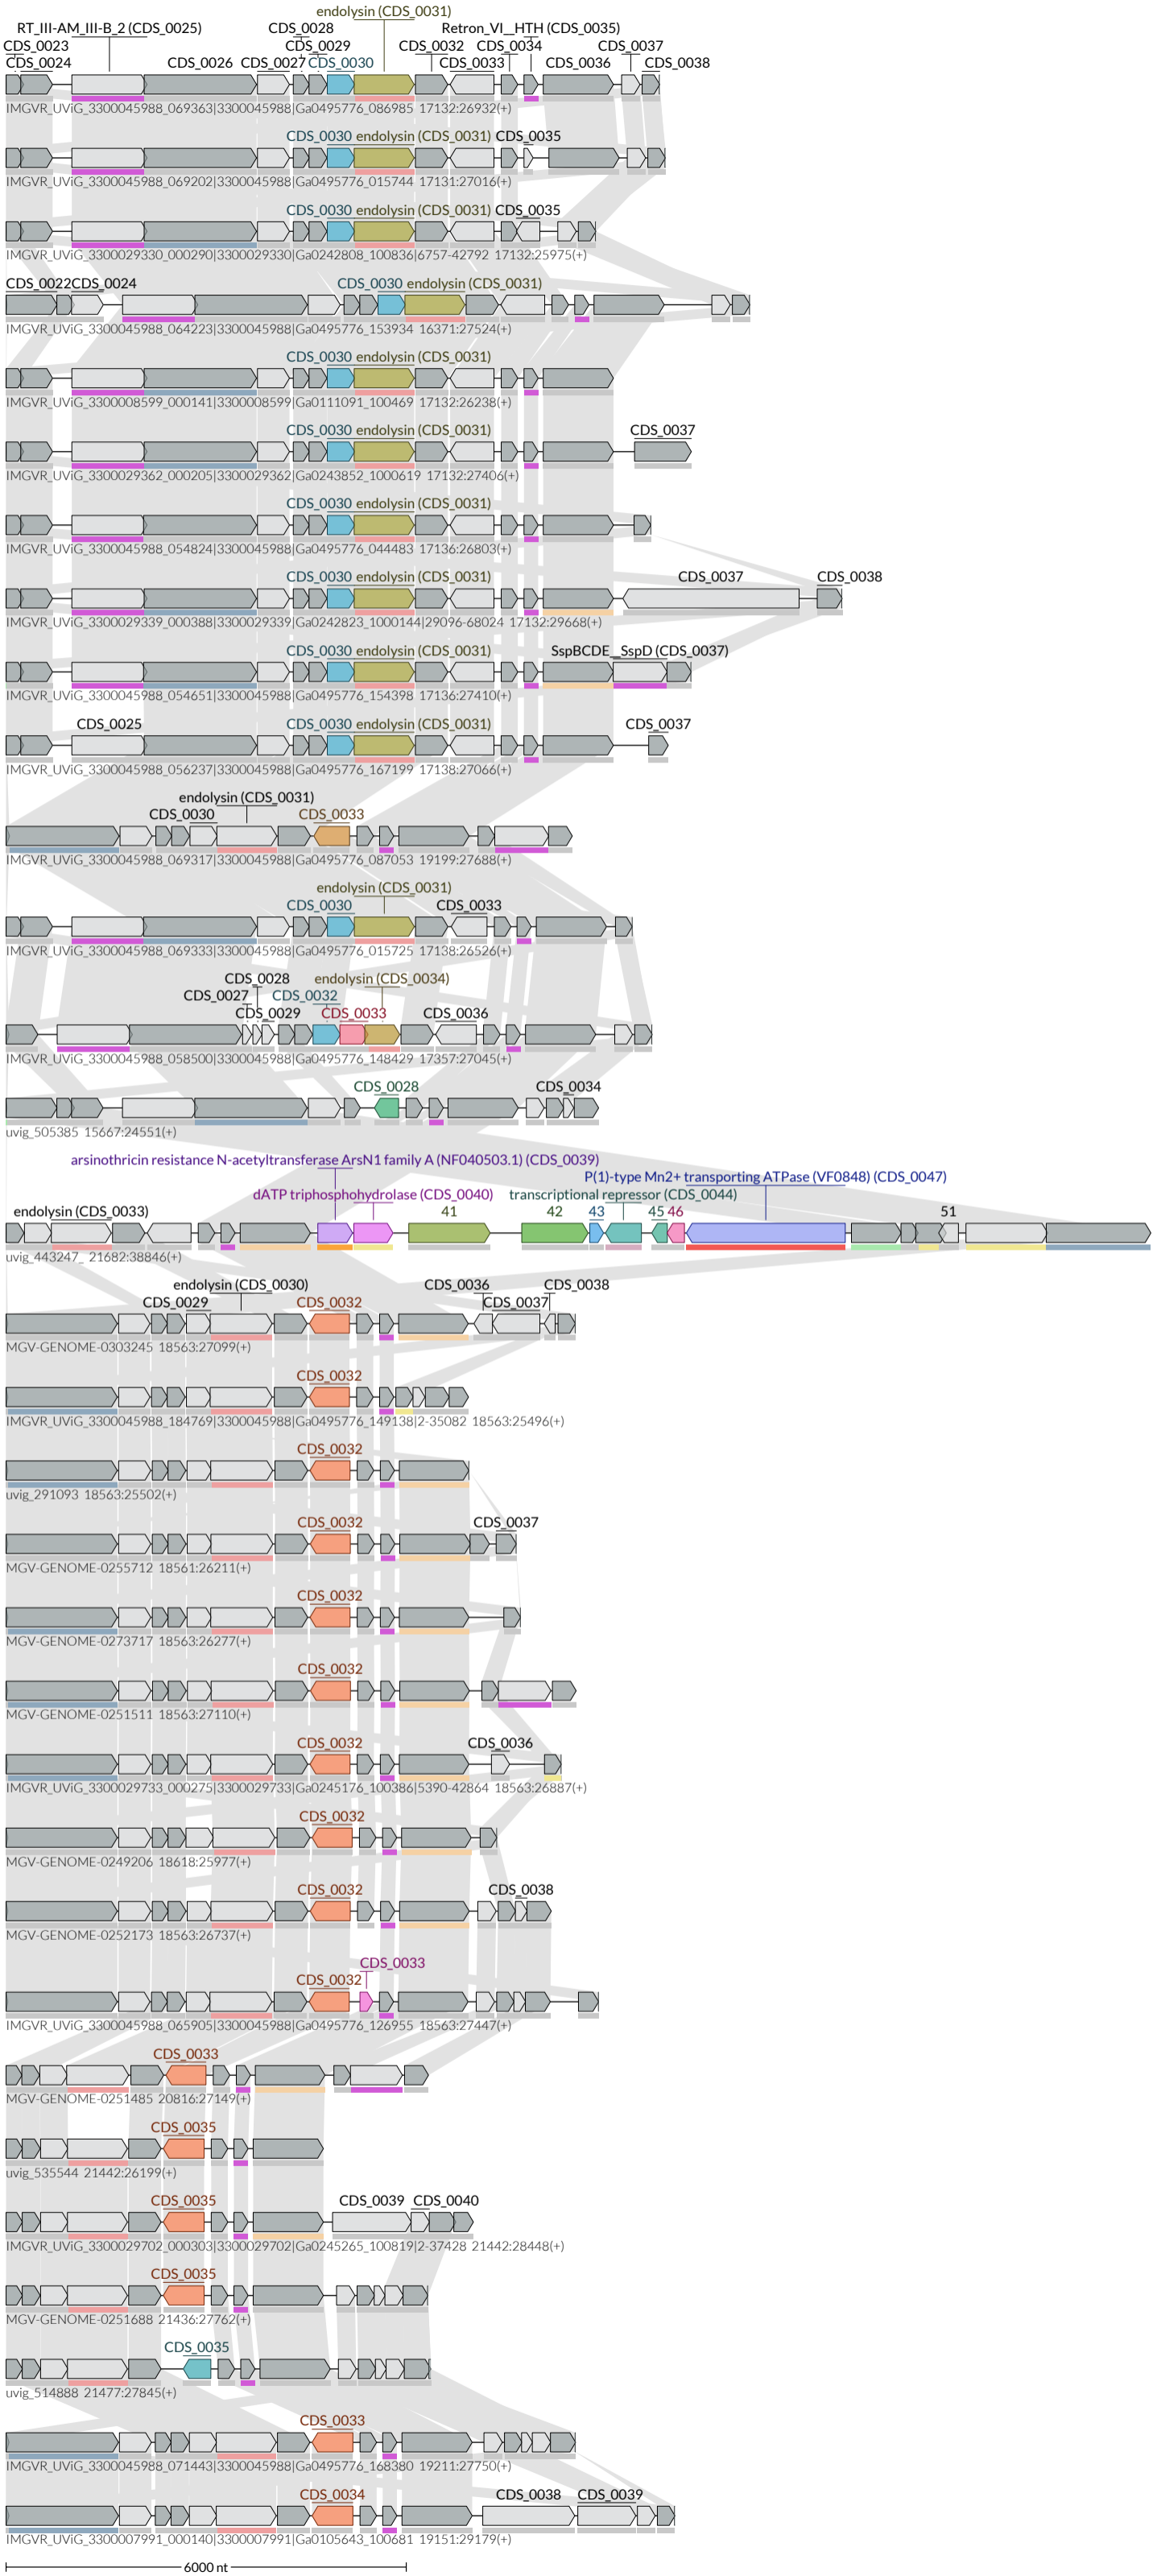 endolysin (CDS_0031)
RT_III-AM_III-B_2 (CDS_0025) CDS_0028 Retron_VI__HTH (CDS_0035)
CDS_0023 CDS_0029 CDS_0032 CDS_0034 CDS_0037
CDS_0024 CDS_0026 CDS_0027 CDS_0030 CDS_0033 CDS_0036 CDS_0038
IMGVR_UViG_3300045988_069363|3300045988|Ga0495776_086985 17132:26932(+)
CDS_0030 endolysin (CDS_0031) CDS_0035
IMGVR_UViG_3300045988_069202|3300045988|Ga0495776_015744 17131:27016(+)
CDS_0030 endolysin (CDS_0031) CDS_0035
IMGVR_UViG_3300029330_000290|3300029330|Ga0242808_100836|6757-42792 17132:25975(+)
CDS_0022 CDS_0024 CDS_0030 endolysin (CDS_0031)
IMGVR_UViG_3300045988_064223|3300045988|Ga0495776_153934 16371:27524(+)
CDS_0030 endolysin (CDS_0031)
IMGVR_UViG_3300008599_000141|3300008599|Ga0111091_100469 17132:26238(+)
CDS_0030 endolysin (CDS_0031) CDS_0037
IMGVR_UViG_3300029362_000205|3300029362|Ga0243852_1000619 17132:27406(+)
CDS_0030 endolysin (CDS_0031)
IMGVR_UViG_3300045988_054824|3300045988|Ga0495776_044483 17136:26803(+)
CDS_0030 endolysin (CDS_0031) CDS_0037 CDS_0038
IMGVR_UViG_3300029339_000388|3300029339|Ga0242823_1000144|29096-68024 17132:29668(+)
CDS_0030 endolysin (CDS_0031) SspBCDE__SspD (CDS_0037)
IMGVR_UViG_3300045988_054651|3300045988|Ga0495776_154398 17136:27410(+)
CDS_0025 CDS_0030 endolysin (CDS_0031) CDS_0037
IMGVR_UViG_3300045988_056237|3300045988|Ga0495776_167199 17138:27066(+)
endolysin (CDS_0031)
CDS_0030 CDS_0033
IMGVR_UViG_3300045988_069317|3300045988|Ga0495776_087053 19199:27688(+)
endolysin (CDS_0031)
CDS_0030 CDS_0033
IMGVR_UViG_3300045988_069333|3300045988|Ga0495776_015725 17138:26526(+)
CDS_0028 endolysin (CDS_0034)
CDS_0027 CDS_0032
CDS_0029 CDS_0033 CDS_0036
IMGVR_UViG_3300045988_058500|3300045988|Ga0495776_148429 17357:27045(+)
CDS_0028 CDS_0034
uvig_505385 15667:24551(+)
arsinothricin resistance N-acetyltransferase ArsN1 family A (NF040503.1) (CDS_0039)
P(1)-type Mn2+ transporting ATPase (VF0848) (CDS_0047)
dATP triphosphohydrolase (CDS_0040) transcriptional repressor (CDS_0044)
endolysin (CDS_0033) 41 42 43 45 46 51
uvig_443247_ 21682:38846(+)
endolysin (CDS_0030) CDS_0036 CDS_0038
CDS_0029 CDS_0032 CDS_0037
MGV-GENOME-0303245 18563:27099(+)
CDS_0032
IMGVR_UViG_3300045988_184769|3300045988|Ga0495776_149138|2-35082 18563:25496(+)
CDS_0032
uvig_291093 18563:25502(+)
CDS_0032 CDS_0037
MGV-GENOME-0255712 18561:26211(+)
CDS_0032
MGV-GENOME-0273717 18563:26277(+)
CDS_0032
MGV-GENOME-0251511 18563:27110(+)
CDS_0032 CDS_0036
IMGVR_UViG_3300029733_000275|3300029733|Ga0245176_100386|5390-42864 18563:26887(+)
CDS_0032
MGV-GENOME-0249206 18618:25977(+)
CDS_0032 CDS_0038
MGV-GENOME-0252173 18563:26737(+)
CDS_0033
CDS_0032
IMGVR_UViG_3300045988_065905|3300045988|Ga0495776_126955 18563:27447(+)
CDS_0033
MGV-GENOME-0251485 20816:27149(+)
CDS_0035
uvig_535544 21442:26199(+)
CDS_0035 CDS_0039 CDS_0040
IMGVR_UViG_3300029702_000303|3300029702|Ga0245265_100819|2-37428 21442:28448(+)
CDS_0035
MGV-GENOME-0251688 21436:27762(+)
CDS_0035
uvig_514888 21477:27845(+)
CDS_0033
IMGVR_UViG_3300045988_071443|3300045988|Ga0495776_168380 19211:27750(+)
CDS_0034 CDS_0038 CDS_0039
IMGVR_UViG_3300007991_000140|3300007991|Ga0105643_100681 19151:29179(+)
6000 nt